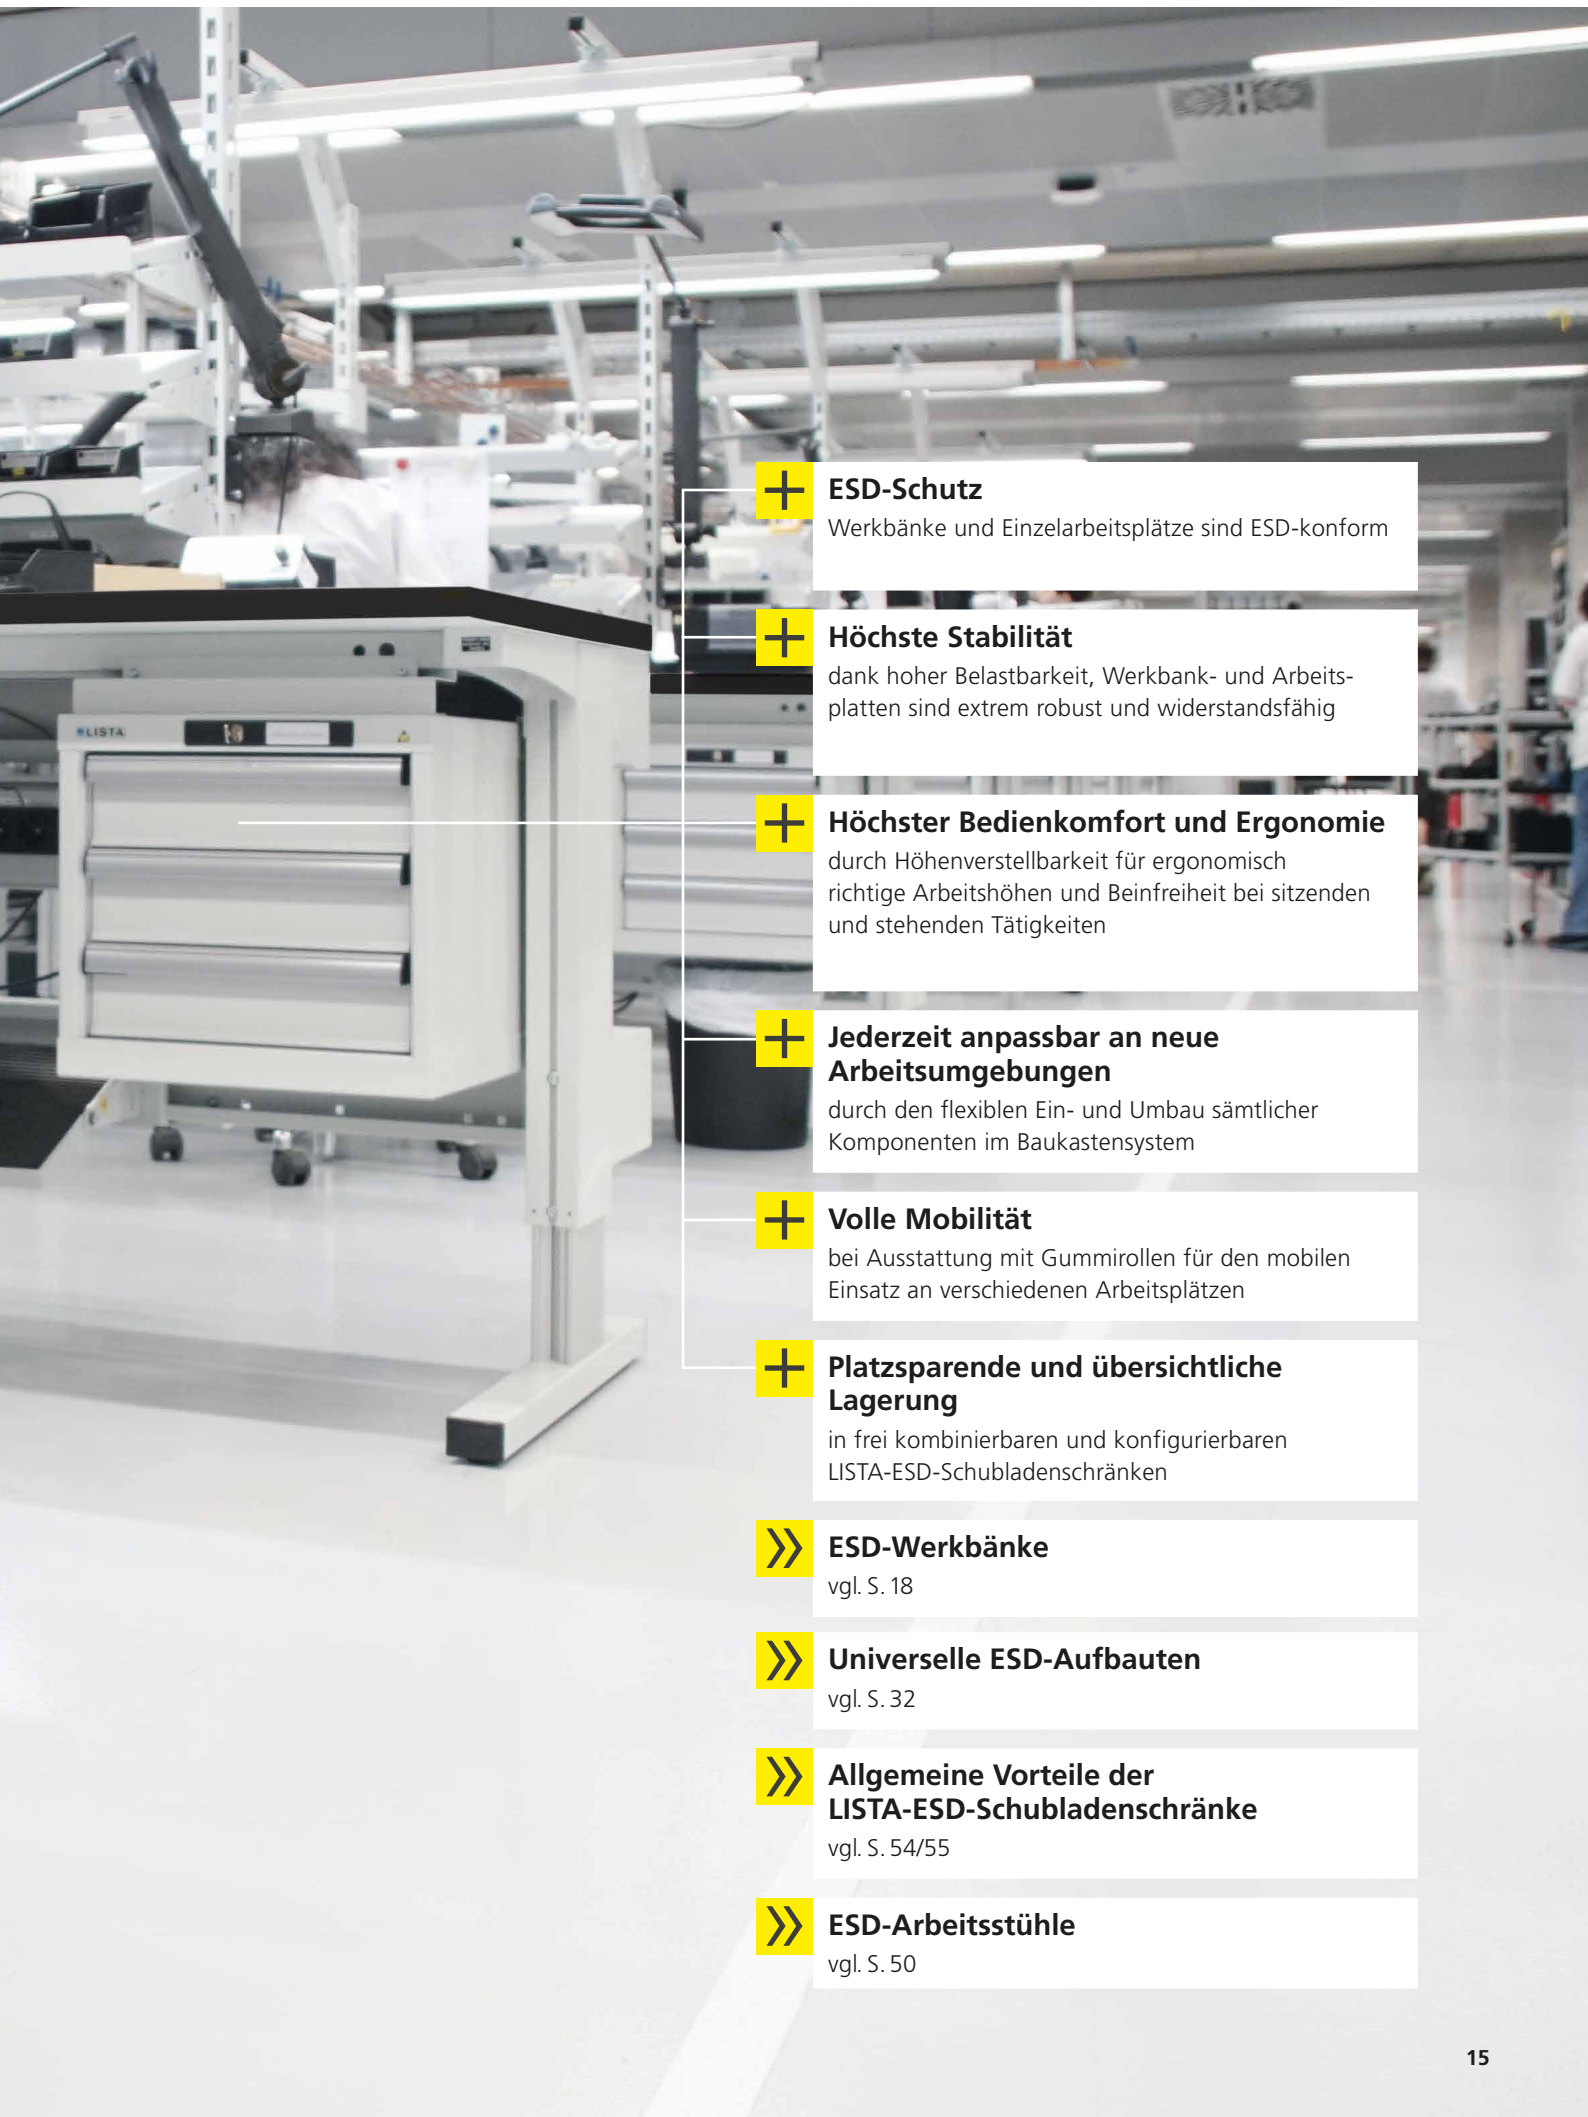 LISTA
ESD-Schutz
Werkbänke und Einzelarbeitsplätze sind ESD-konform
Höchste Stabilität
dank hoher Belastbarkeit, Werkbank- und Arbeits-
platten sind extrem robust und widerstandsfähig
Höchster Bedienkomfort und Ergonomie
durch Höhenverstellbarkeit für ergonomisch
richtige Arbeitshöhen und Beinfreiheit bei sitzenden
und stehenden Tätigkeiten
Jederzeit anpassbar an neue
Arbeitsumgebungen
durch den flexiblen Ein- und Umbau sämtlicher
Komponenten im Baukastensystem
Volle Mobilität
bei Ausstattung mit Gummirollen für den mobilen
Einsatz an verschiedenen Arbeitsplätzen
Platzsparende und übersichtliche
Lagerung
in frei kombinierbaren und konfigurierbaren
LISTA-ESD-Schubladenschränken
ESD-Werkbänke
vgl. S. 18
Universelle ESD-Aufbauten
vgl. S. 32
Allgemeine Vorteile der
LISTA-ESD-Schubladenschränke
vgl. S. 54/55
ESD-Arbeitsstühle
vgl. S. 50
15